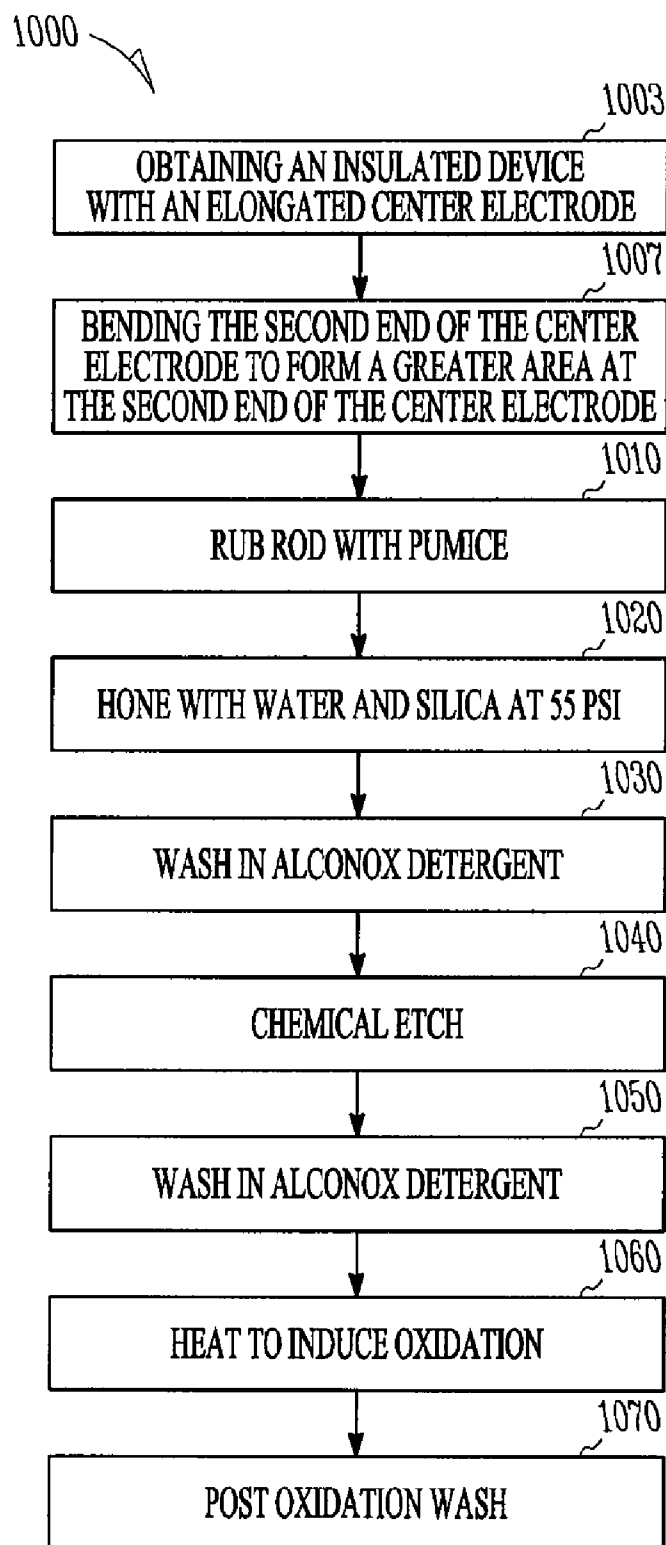 1000
1003
OBTAINING AN INSULATED DEVICE
WITH AN ELONGATED CENTER ELECTRODE
1007
BENDING THE SECOND END OF THE CENTER
ELECTRODE TO FORM A GREATER AREA AT
THE SECOND END OF THE CENTER ELECTRODE
1010
RUB ROD WITH PUMICE
1020
HONE WITH WATER AND SILICA AT 55 PSI
1030
WASH IN ALCONOX DETERGENT
1040
CHEMICAL ETCH
1050
WASH IN ALCONOX DETERGENT
1060
HEAT TO INDUCE OXIDATION
1070
POST OXIDATION WASH